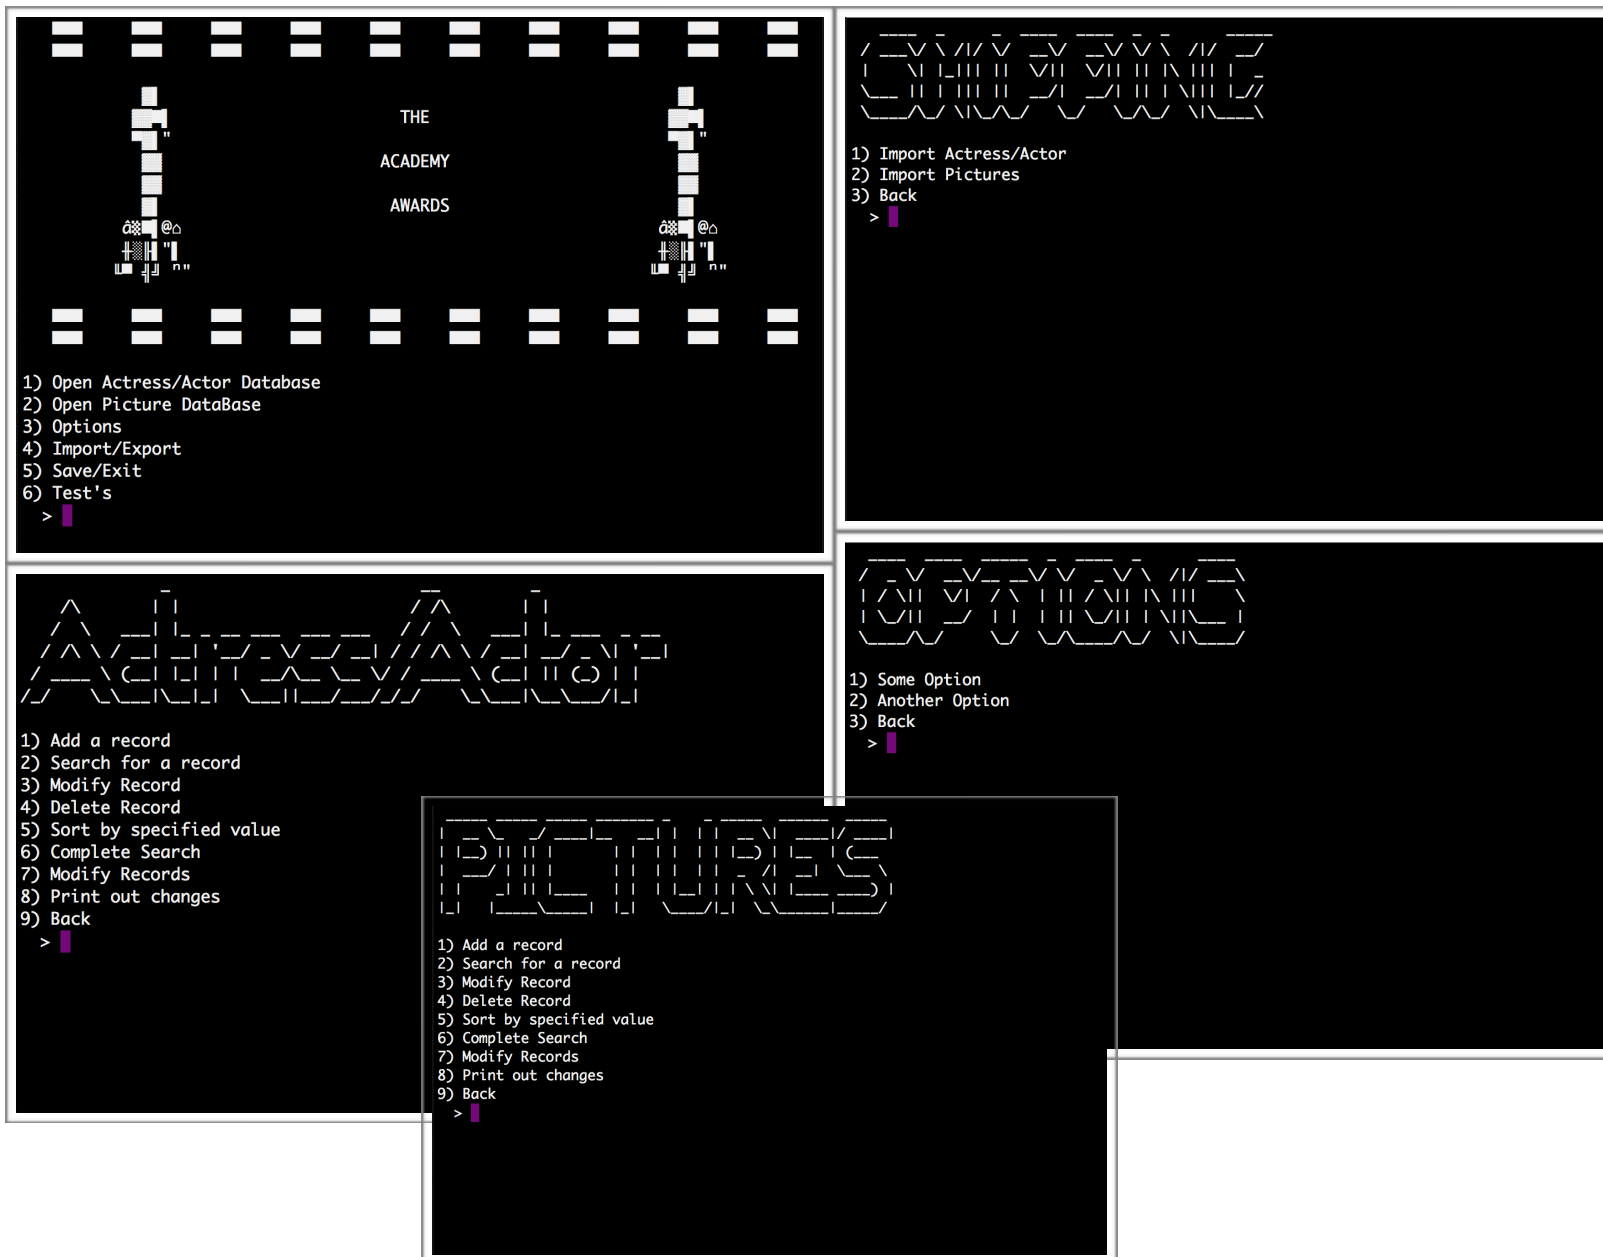 THE
ACADEMY
AWARDS
1) Open Actress/Actor Database
2) Open Picture DataBase
3) Options
4) Import/Export
5) Save/Exit
6) Test's
>
SHIPPING
1) Import Actress/Actor
2) Import Pictures
3) Back
>
Actress/Actor
1) Add a record
2) Search for a record
3) Modify Record
4) Delete Record
5) Sort by specified value
6) Complete Search
7) Modify Records
8) Print out changes
9) Back
>
OPTIONS
1) Some Option
2) Another Option
3) Back
>
PICTURES
1) Add a record
2) Search for a record
3) Modify Record
4) Delete Record
5) Sort by specified value
6) Complete Search
7) Modify Records
8) Print out changes
9) Back
>